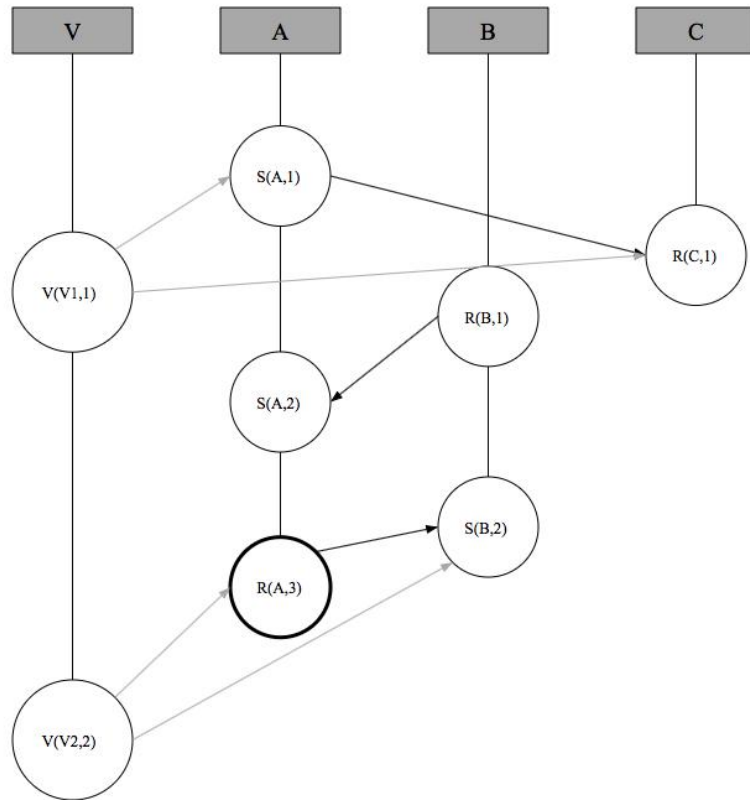 V
A
B
C
S(A,1)
R(C,1)
V(V1,1)
R(B,1)
S(A,2)
S(B,2)
R(A,3)
V(V2,2)